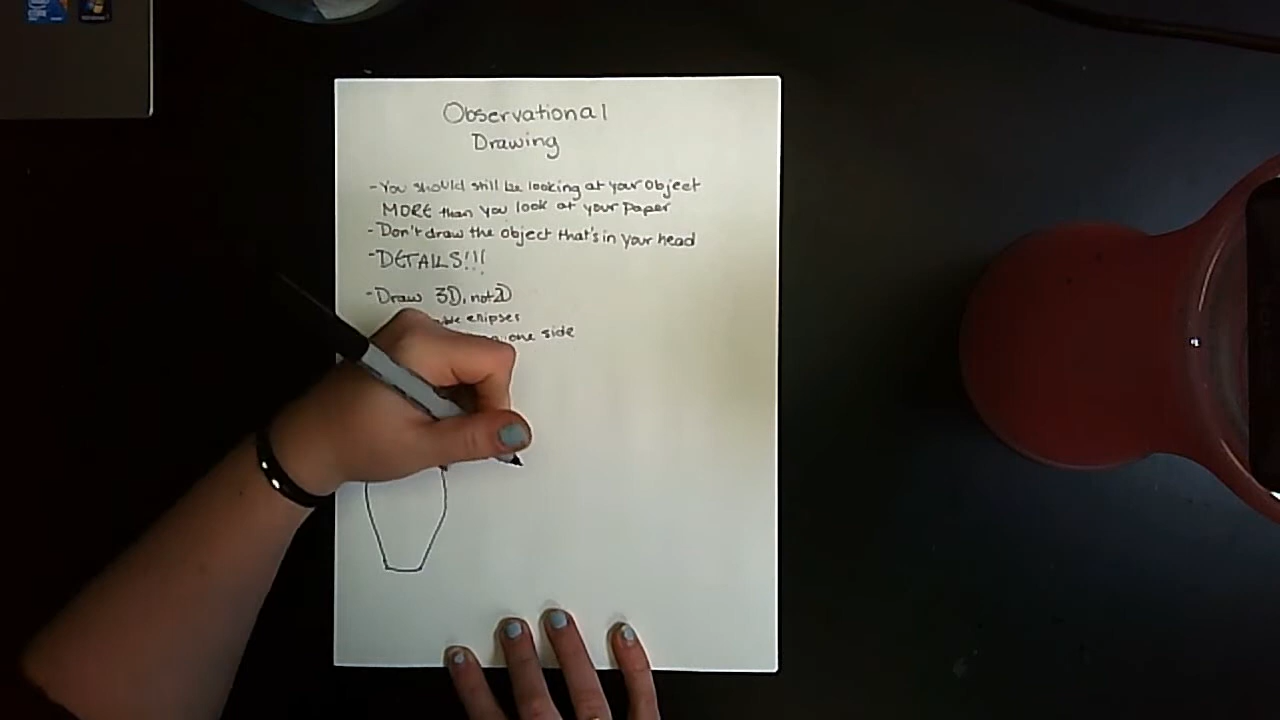 Observational
Drawing
- You should still be looking at your object
MORE than you look at your paper
- Don't draw the object that's in your head
- DETAILS!!!
- Draw 3D, not 2D
elipses
one side